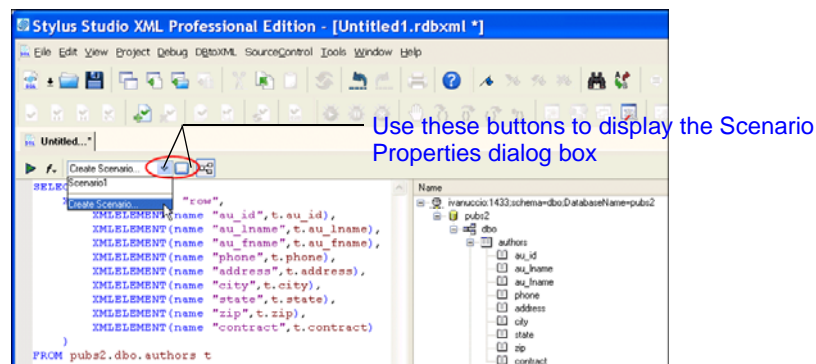 Stylus Studio XML Professional Edition - [Untitled1.rdbxml *]
File Edit View Project Debug DBtoXML SourceControl Tools Window Help
Use these buttons to display the Scenario
Properties dialog box
Untitled...*
Create Scenario...
Scenario1
Create Scenario...
SELEC
"row",
XMLELEMENT(name "au_id",t.au_id),
XMLELEMENT(name "au_lname",t.au_lname),
XMLELEMENT(name "au_fname",t.au_fname),
XMLELEMENT(name "phone",t.phone),
XMLELEMENT(name "address",t.address),
XMLELEMENT(name "city",t.city),
XMLELEMENT(name "state",t.state),
XMLELEMENT(name "zip",t.zip),
XMLELEMENT(name "contract",t.contract)
)
FROM pubs2.dbo.authors t
Name
ivanuccio:1433;schema=dbo;DatabaseName=pubs2
pubs2
dbo
authors
au_id
au_lname
au_fname
phone
address
city
state
zip
contract